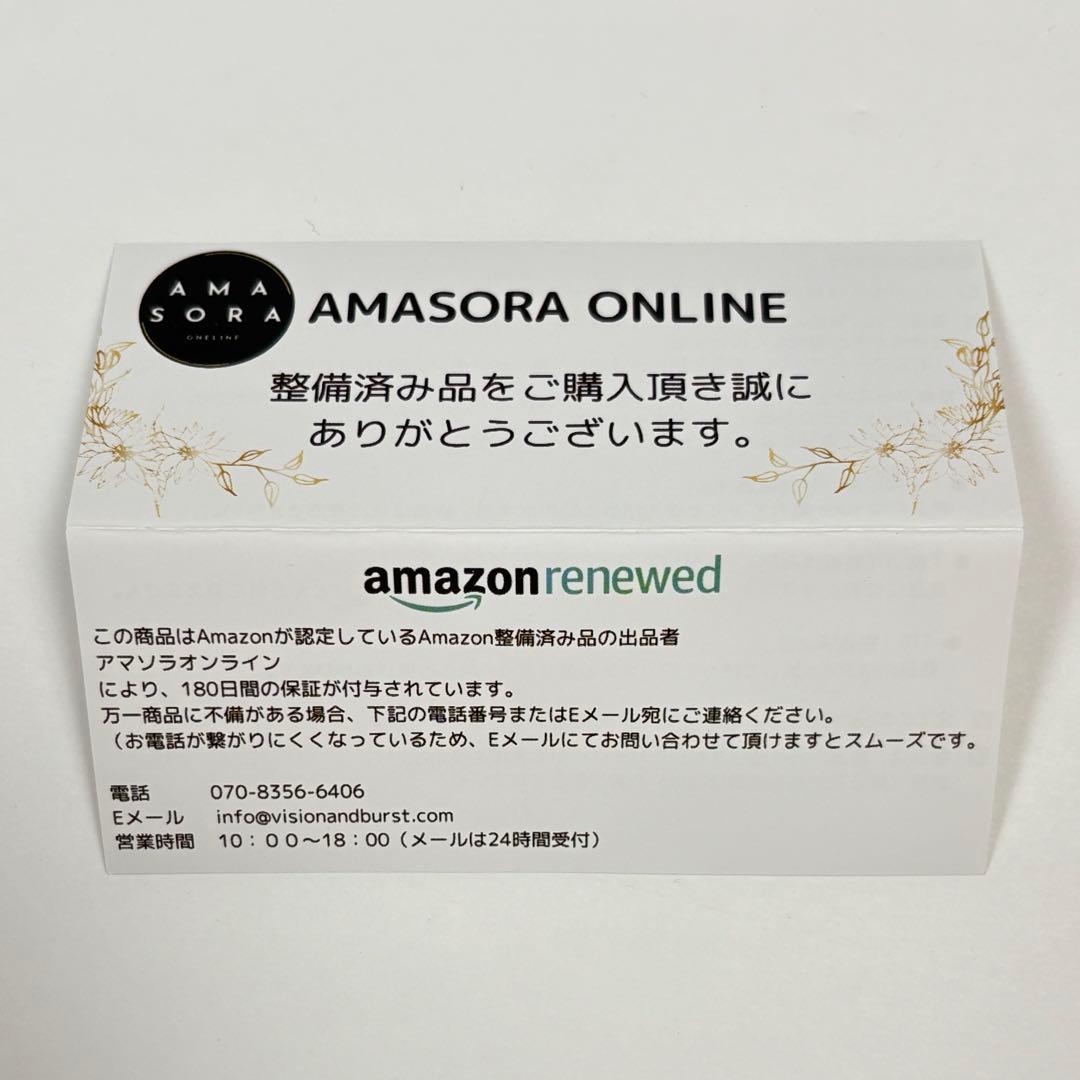 AMA
SORA
ONELINE
AMASORA ONLINE
整備済み品をご購入頂き誠に
ありがとうございます。
amazon renewed
この商品はAmazonが認定しているAmazon整備済み品の出品者
アマソラオンライン
により、180日間の保証が付与されています。
万一商品に不備がある場合、下記の電話番号またはEメール宛にご連絡ください。
（お電話が繋がりにくくなっているため、Eメールにてお問い合わせて頂けますとスムーズです。
電話 070-8356-6406
Eメール info@visionandburst.com
営業時間 10：００～18：00（メールは24時間受付）